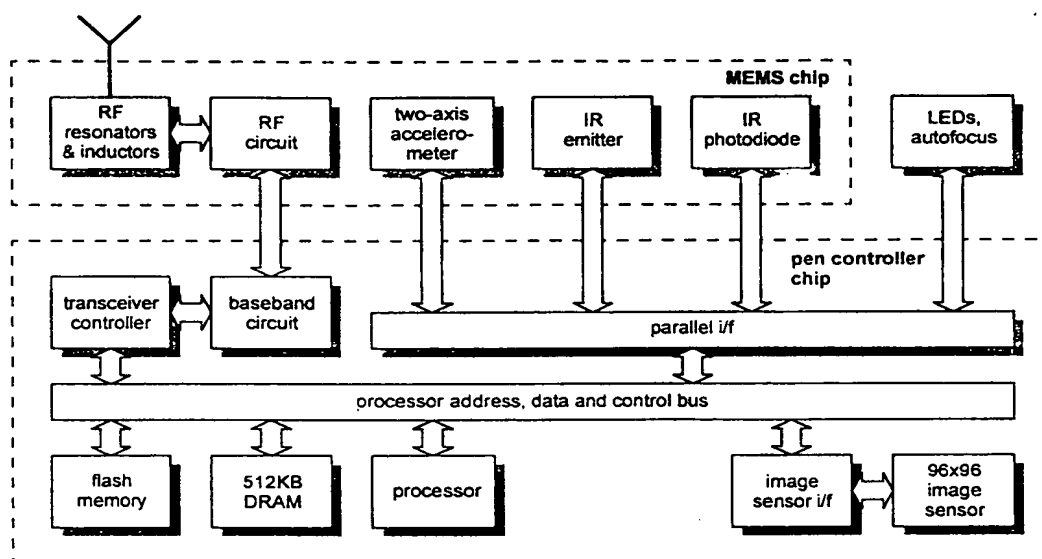 MEMS chip
RF
resonators
& inductors
RF
circuit
two-axis
accelero-
meter
IR
emitter
IR
photodiode
LEDs,
autofocus
pen controller
chip
transceiver
controller
baseband
circuit
parallel i/f
processor address, data and control bus
flash
memory
512KB
DRAM
processor
image
sensor i/f
96x96
image
sensor